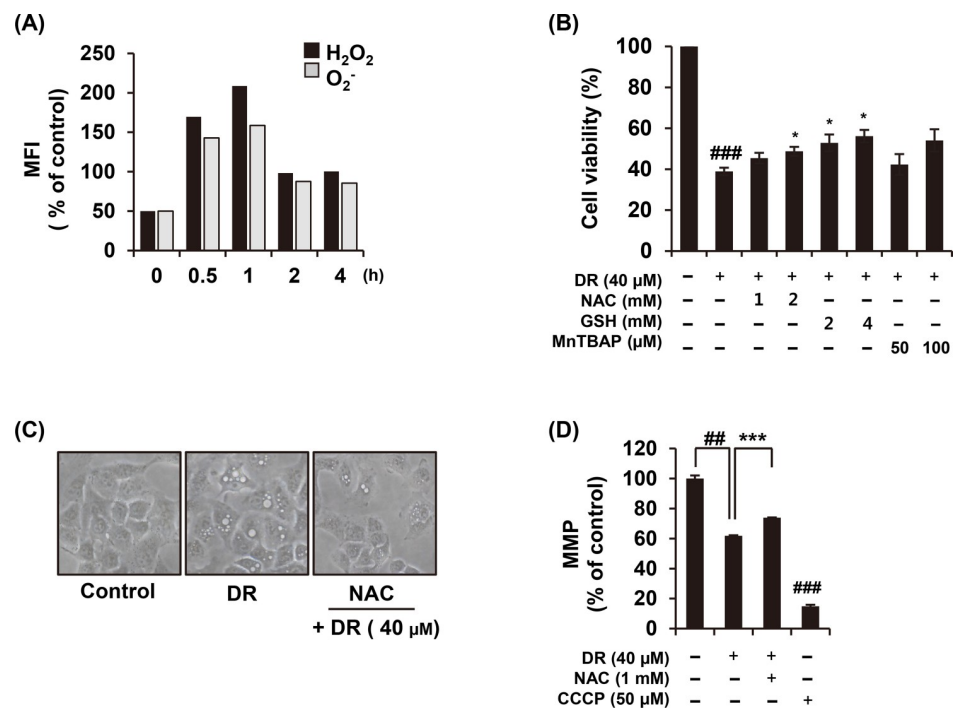 (A)
H2O2
O2-
MFI
( % of control)
250
200
150
100
50
0
0 0.5 1 2 4 (h)
(B)
Cell viability (%)
100
80
60
40
20
0
###
*
*
*
DR (40 µM) – + + + + + + +
NAC (mM) – – 1 2 – – – –
GSH (mM) – – – – 2 4 – –
MnTBAP (µM) – – – – – – 50 100
(C)
Control
DR
NAC
+ DR ( 40 µM)
(D)
MMP
(% of control)
120
100
80
60
40
20
0
##
***
###
DR (40 µM) – + + –
NAC (1 mM) – – + –
CCCP (50 µM) – – – +